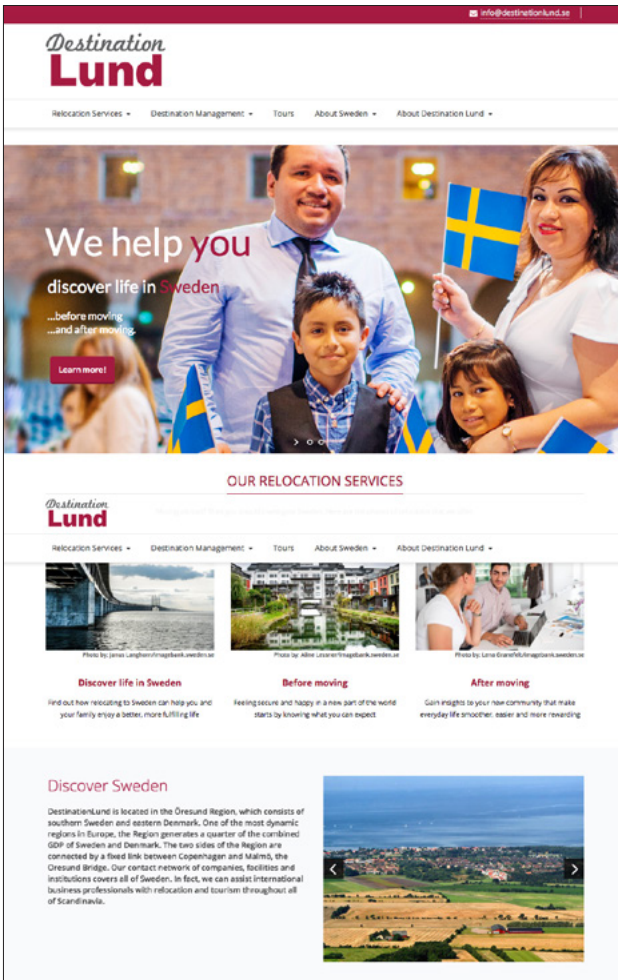 info@destinationlund.se
Destination
Lund
Relocation Services
Destination Management
Tours
About Sweden
About Destination Lund
We help you
discover life in Sweden
...before moving
...and after moving.
Learn more!
OUR RELOCATION SERVICES
Destination
Lund
Relocation Services
Destination Management
Tours
About Sweden
About Destination Lund
Photo by: Janus Langhorn/imagebank.sweden.se
Photo by: Aline Lessner/imagebank.sweden.se
Photo by: Lena Granefelt/imagebank.sweden.se
Discover life in Sweden
Find out how relocating to Sweden can help you and
your family enjoy a better, more fulfilling life
Before moving
Feeling secure and happy in a new part of the world
starts by knowing what you can expect
After moving
Gain insights to your new community that make
everyday life smoother, easier and more rewarding
Discover Sweden
DestinationLund is located in the Öresund Region, which consists of
southern Sweden and eastern Denmark. One of the most dynamic
regions in Europe, the Region generates a quarter of the combined
GDP of Sweden and Denmark. The two sides of the Region are
connected by a fixed link between Copenhagen and Malmö, the
Oresund Bridge. Our contact network of companies, facilities and
institutions covers all of Sweden. In fact, we can assist international
business professionals with relocation and tourism throughout all
of Scandinavia.